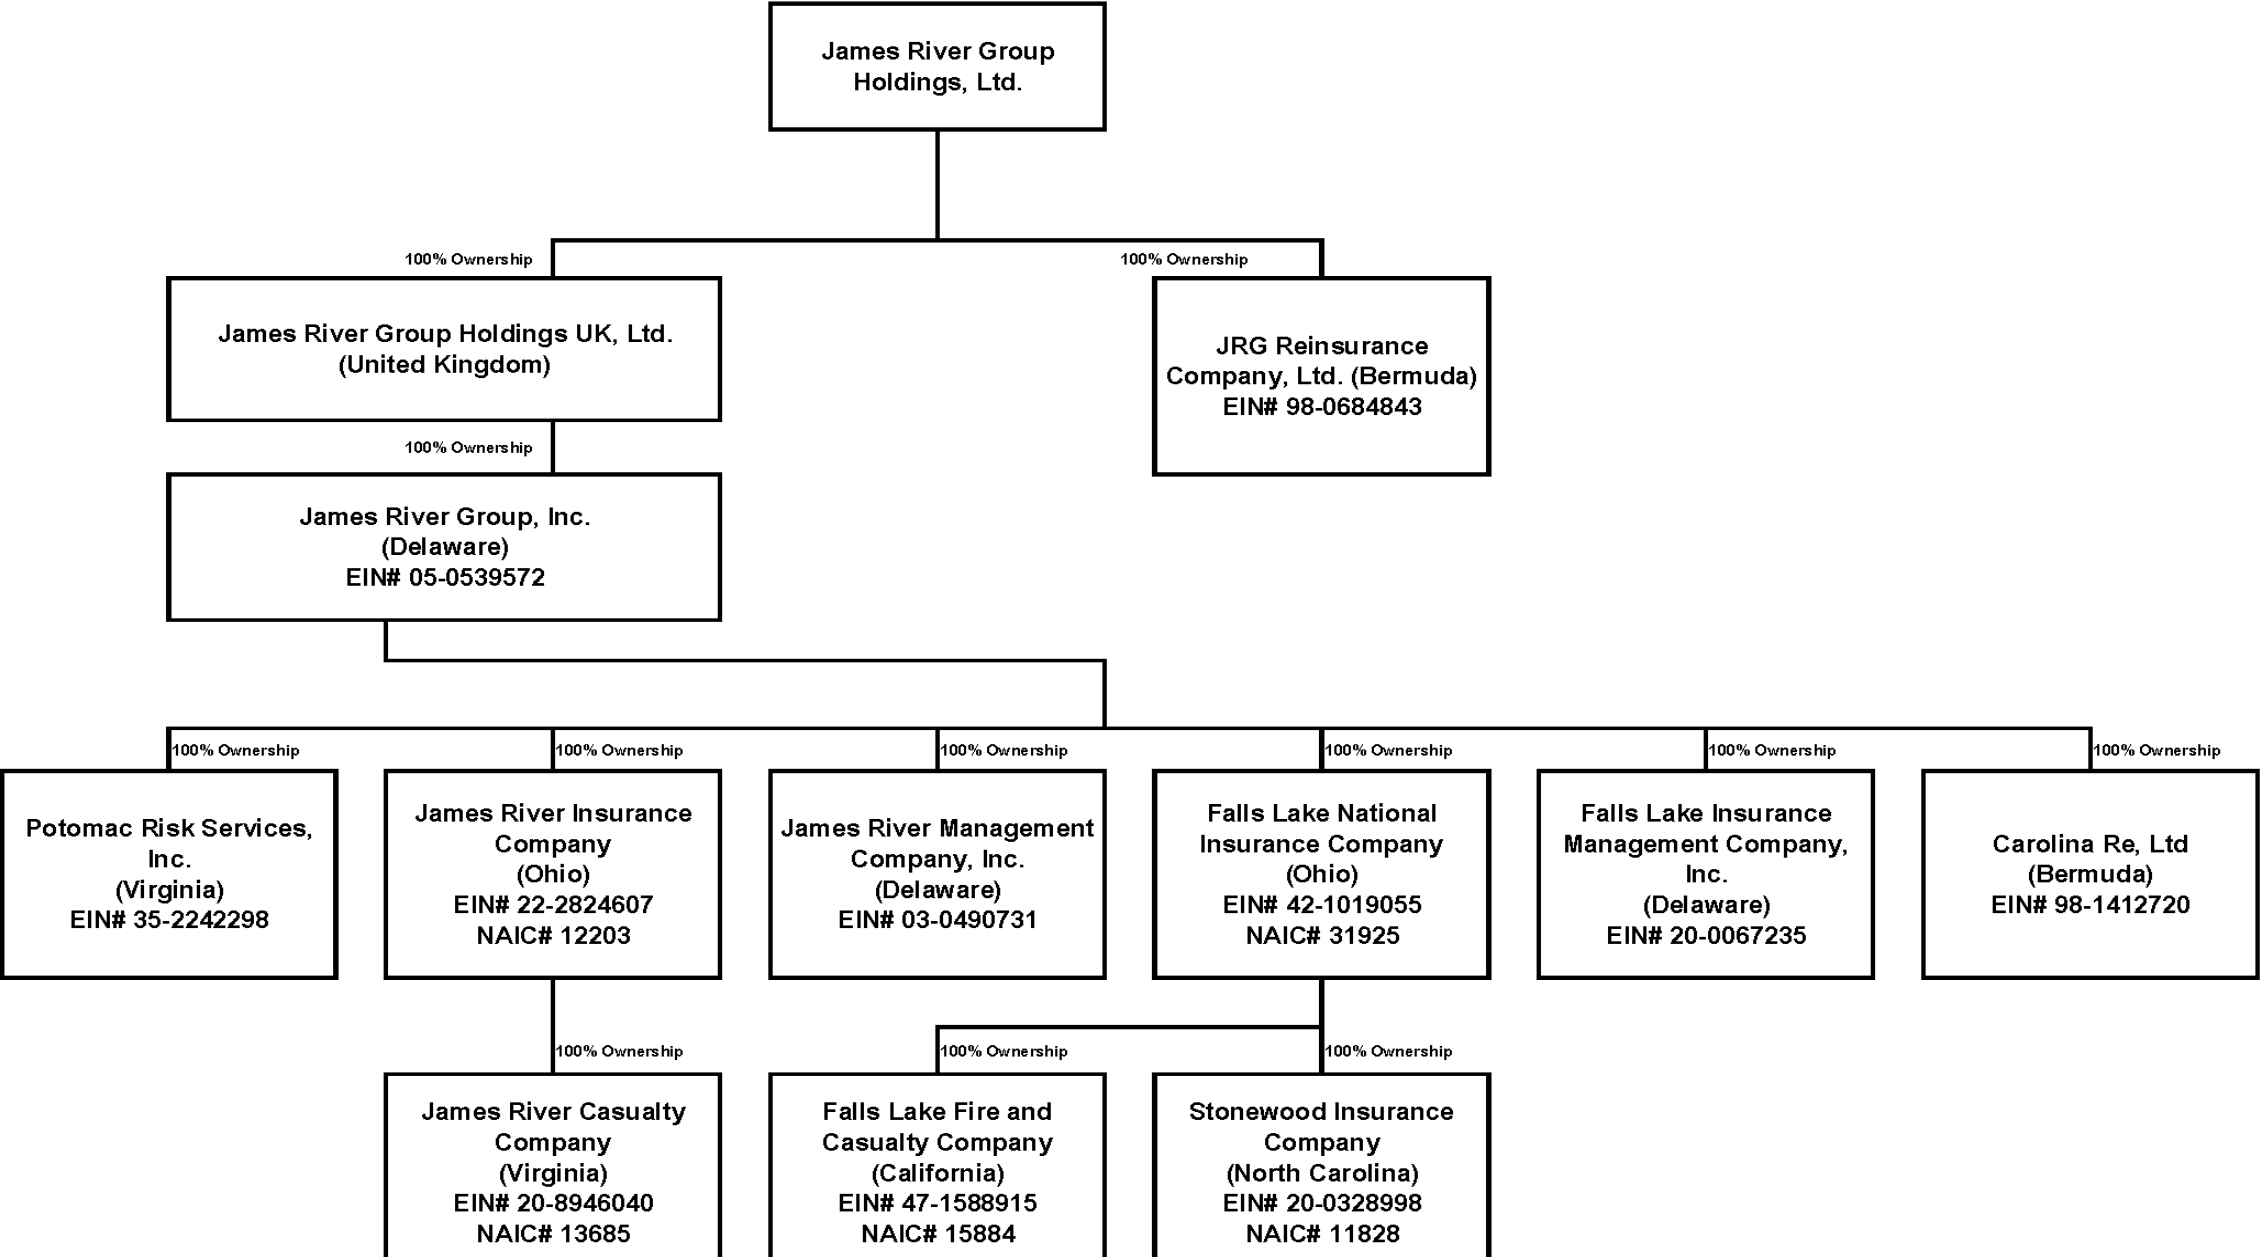 James River Group
Holdings, Ltd.
100% Ownership
100% Ownership
James River Group Holdings UK, Ltd.
(United Kingdom)
JRG Reinsurance
Company, Ltd. (Bermuda)
EIN# 98-0684843
100% Ownership
James River Group, Inc.
(Delaware)
EIN# 05-0539572
100% Ownership
100% Ownership
100% Ownership
100% Ownership
100% Ownership
100% Ownership
Potomac Risk Services,
Inc.
(Virginia)
EIN# 35-2242298
James River Insurance
Company
(Ohio)
EIN# 22-2824607
NAIC# 12203
James River Management
Company, Inc.
(Delaware)
EIN# 03-0490731
Falls Lake National
Insurance Company
(Ohio)
EIN# 42-1019055
NAIC# 31925
Falls Lake Insurance
Management Company,
Inc.
(Delaware)
EIN# 20-0067235
Carolina Re, Ltd
(Bermuda)
EIN# 98-1412720
100% Ownership
100% Ownership
100% Ownership
James River Casualty
Company
(Virginia)
EIN# 20-8946040
NAIC# 13685
Falls Lake Fire and
Casualty Company
(California)
EIN# 47-1588915
NAIC# 15884
Stonewood Insurance
Company
(North Carolina)
EIN# 20-0328998
NAIC# 11828